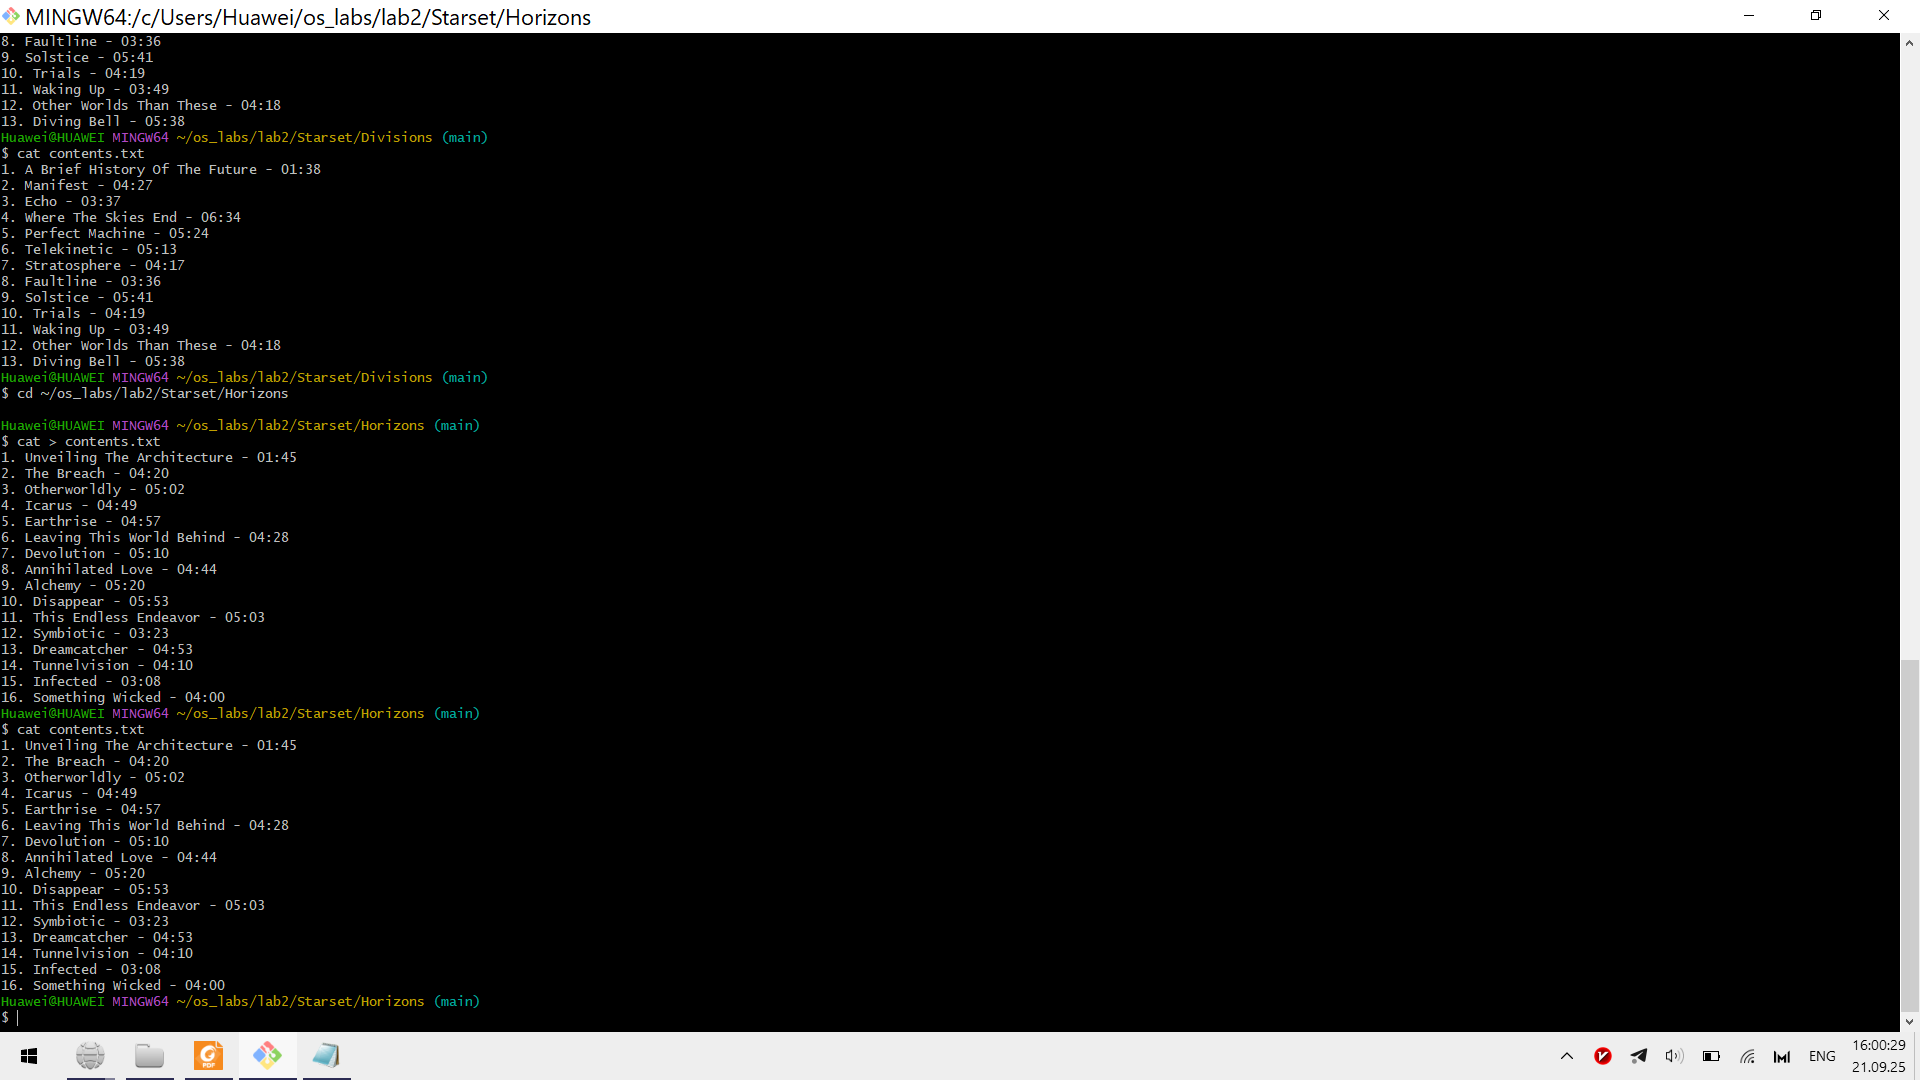 MINGW64:/c/Users/Huawei/os_labs/lab2/Starset/Horizons
8. Faultline - 03:36
9. Solstice - 05:41
10. Trials - 04:19
11. Waking Up - 03:49
12. Other Worlds Than These - 04:18
13. Diving Bell - 05:38
Huawei@HUAWEI MINGW64 ~/os_labs/lab2/Starset/Divisions (main)
$ cat contents.txt
1. A Brief History Of The Future - 01:38
2. Manifest - 04:27
3. Echo - 03:37
4. Where The Skies End - 06:34
5. Perfect Machine - 05:24
6. Telekinetic - 05:13
7. Stratosphere - 04:17
8. Faultline - 03:36
9. Solstice - 05:41
10. Trials - 04:19
11. Waking Up - 03:49
12. Other Worlds Than These - 04:18
13. Diving Bell - 05:38
Huawei@HUAWEI MINGW64 ~/os_labs/lab2/Starset/Divisions (main)
$ cd ~/os_labs/lab2/Starset/Horizons
Huawei@HUAWEI MINGW64 ~/os_labs/lab2/Starset/Horizons (main)
$ cat > contents.txt
1. Unveiling The Architecture - 01:45
2. The Breach - 04:20
3. Otherworldly - 05:02
4. Icarus - 04:49
5. Earthrise - 04:57
6. Leaving This World Behind - 04:28
7. Devolution - 05:10
8. Annihilated Love - 04:44
9. Alchemy - 05:20
10. Disappear - 05:53
11. This Endless Endeavor - 05:03
12. Symbiotic - 03:23
13. Dreamcatcher - 04:53
14. Tunnelvision - 04:10
15. Infected - 03:08
16. Something Wicked - 04:00
Huawei@HUAWEI MINGW64 ~/os_labs/lab2/Starset/Horizons (main)
$ cat contents.txt
1. Unveiling The Architecture - 01:45
2. The Breach - 04:20
3. Otherworldly - 05:02
4. Icarus - 04:49
5. Earthrise - 04:57
6. Leaving This World Behind - 04:28
7. Devolution - 05:10
8. Annihilated Love - 04:44
9. Alchemy - 05:20
10. Disappear - 05:53
11. This Endless Endeavor - 05:03
12. Symbiotic - 03:23
13. Dreamcatcher - 04:53
14. Tunnelvision - 04:10
15. Infected - 03:08
16. Something Wicked - 04:00
Huawei@HUAWEI MINGW64 ~/os_labs/lab2/Starset/Horizons (main)
$
PDF
ENG
16:00:29
21.09.25